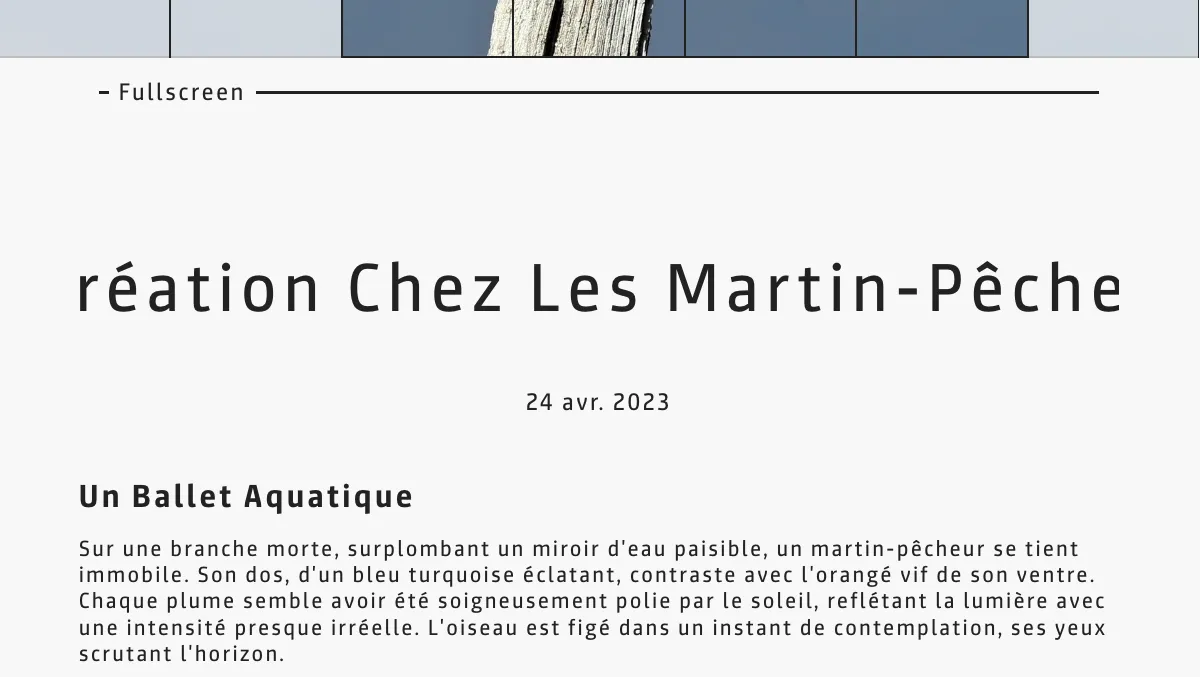 Fullscreen
réation Chez Les Martin-Pêche
24 avr. 2023
Un Ballet Aquatique
Sur une branche morte, surplombant un miroir d'eau paisible, un martin-pêcheur se tient
immobile. Son dos, d'un bleu turquoise éclatant, contraste avec l'orangé vif de son ventre.
Chaque plume semble avoir été soigneusement polie par le soleil, reflétant la lumière avec
une intensité presque irréelle. L'oiseau est figé dans un instant de contemplation, ses yeux
scrutant l'horizon.